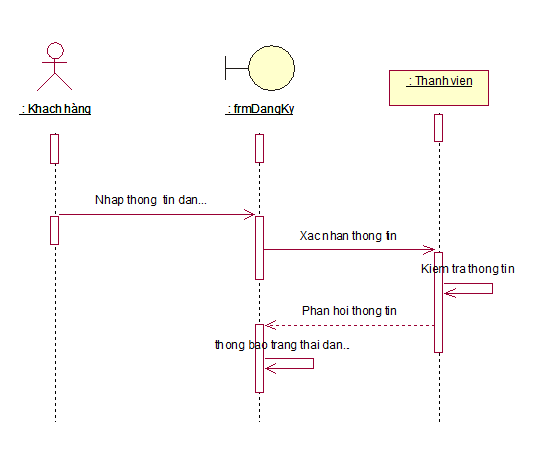 : Khach hàng
: frmDangKy
: Thanh vien
Nhap thong tin dan...
Xac nhan thong tin
Kiem tra thong tin
Phan hoi thong tin
thong bao trang thai dan...